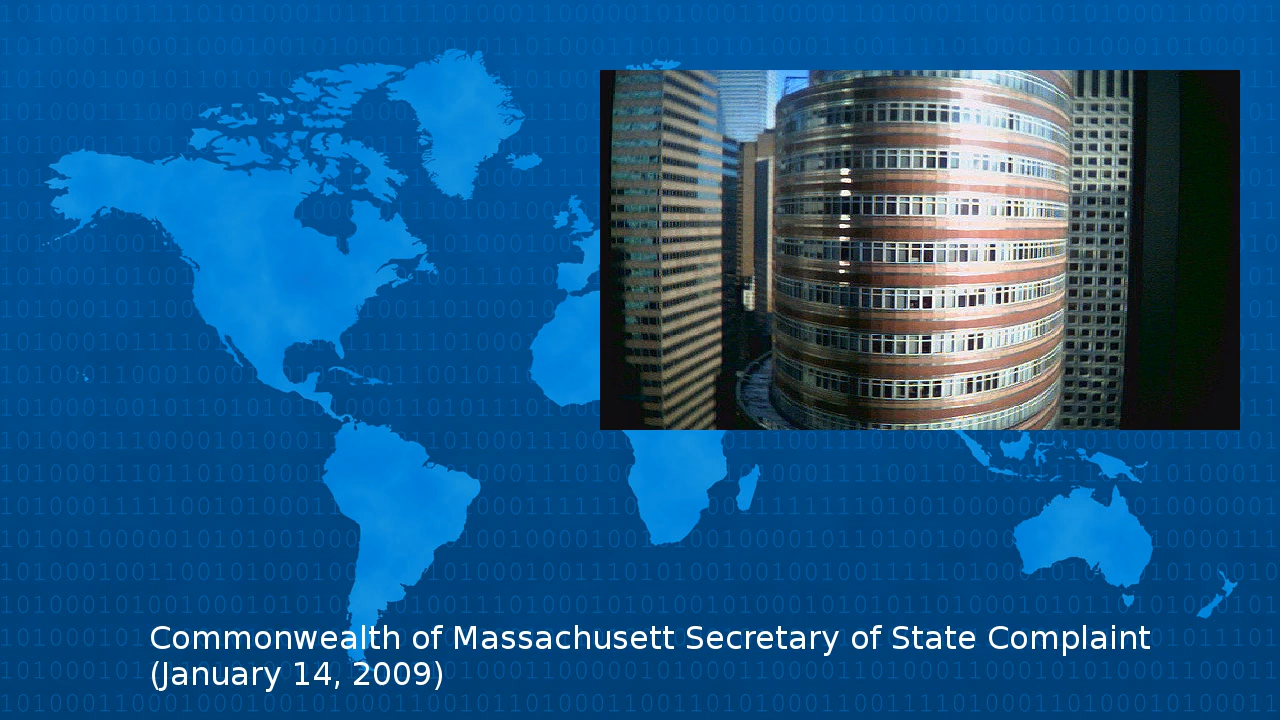 Commonwealth of Massachusett Secretary of State Complaint
(January 14, 2009)